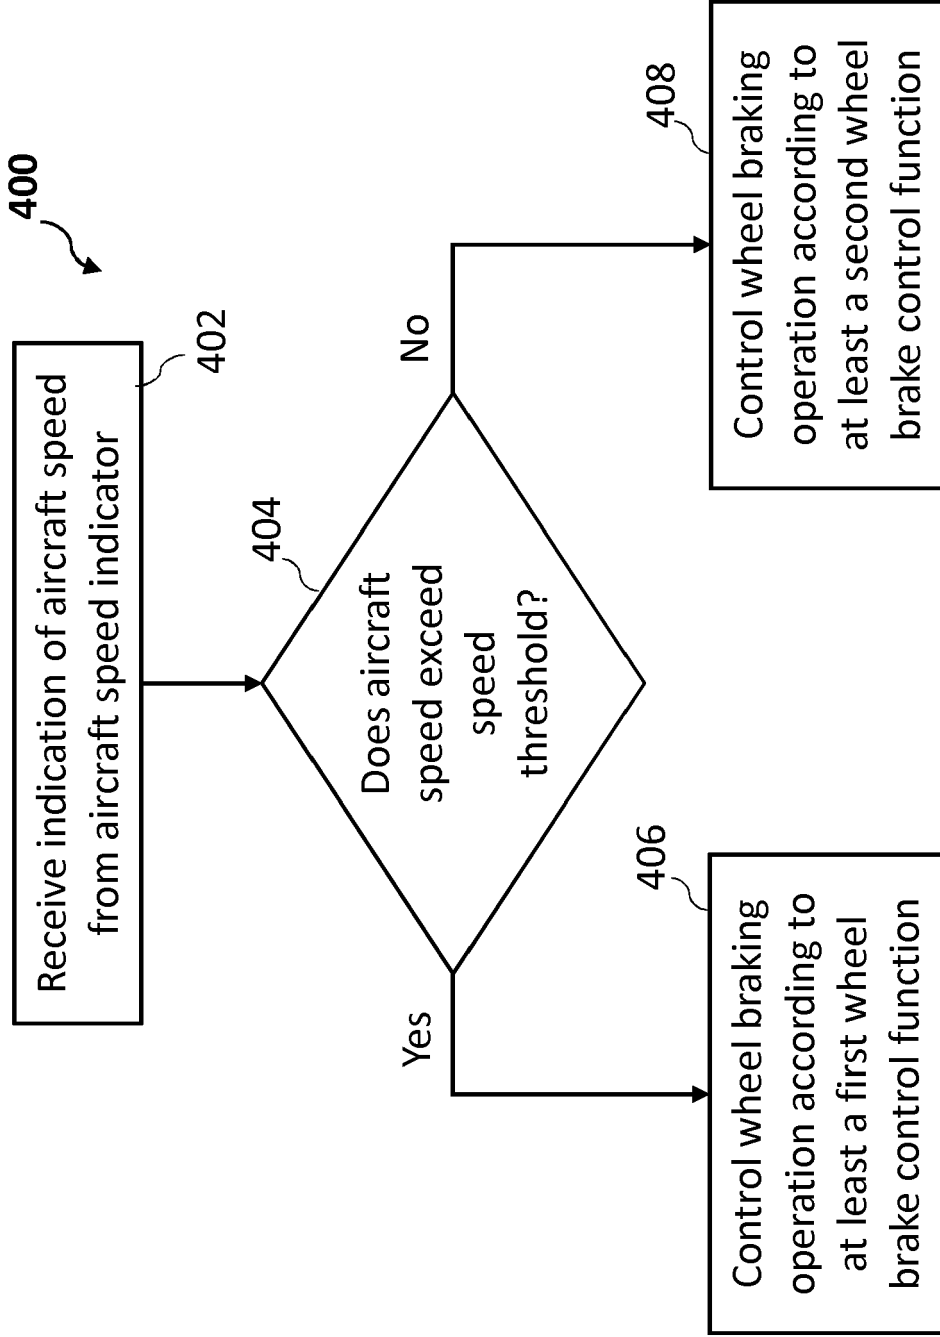 400
Receive indication of aircraft speed
from aircraft speed indicator
402
404
Does aircraft
speed exceed
speed
threshold?
Yes
No
406
Control wheel braking
operation according to
at least a first wheel
brake control function
408
Control wheel braking
operation according to
at least a second wheel
brake control function